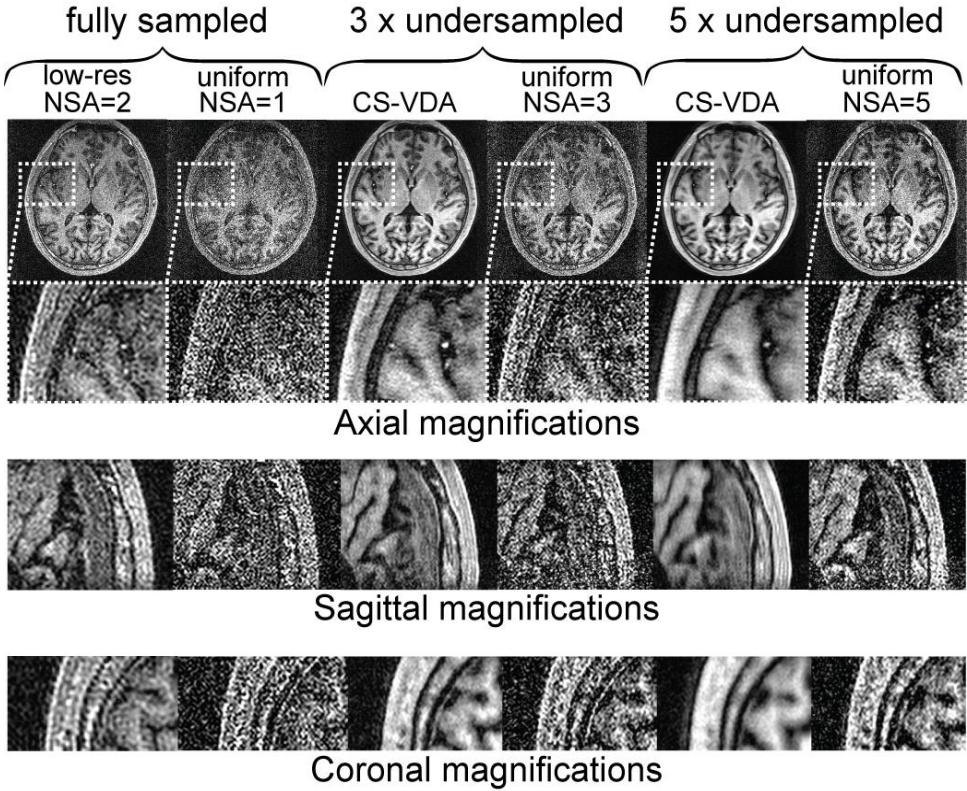 fully sampled 3 x undersampled 5 x undersampled
low-res uniform uniform uniform
NSA=2 NSA=1 CS-VDA NSA=3 CS-VDA NSA=5
Axial magnifications
Sagittal magnifications
Coronal magnifications